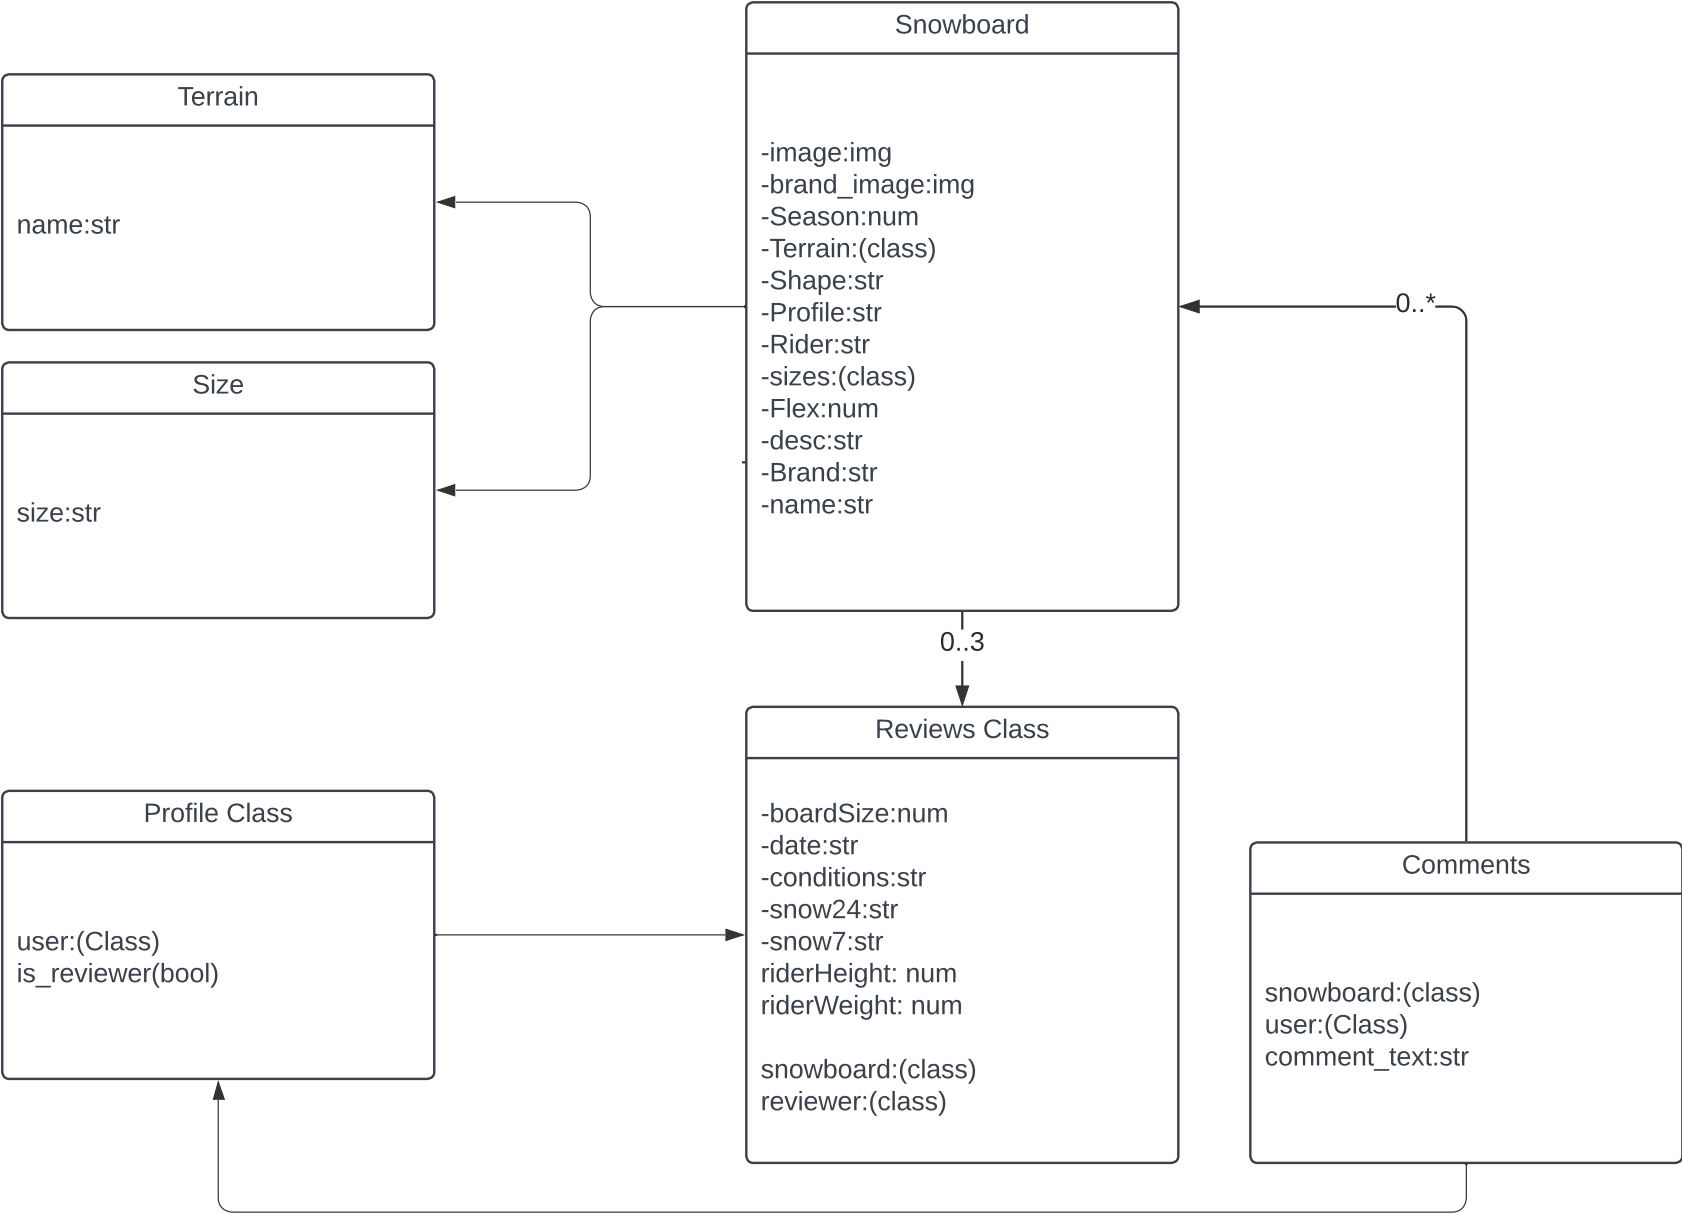 Snowboard
-image:img
-brand_image:img
-Season:num
-Terrain:(class)
-Shape:str
-Profile:str
-Rider:str
-sizes:(class)
-Flex:num
-desc:str
-Brand:str
-name:str
Terrain
name:str
Size
size:str
0..*
0..3
Reviews Class
-boardSize:num
-date:str
-conditions:str
-snow24:str
-snow7:str
riderHeight: num
riderWeight: num
snowboard:(class)
reviewer:(class)
Profile Class
user:(Class)
is_reviewer(bool)
Comments
snowboard:(class)
user:(Class)
comment_text:str